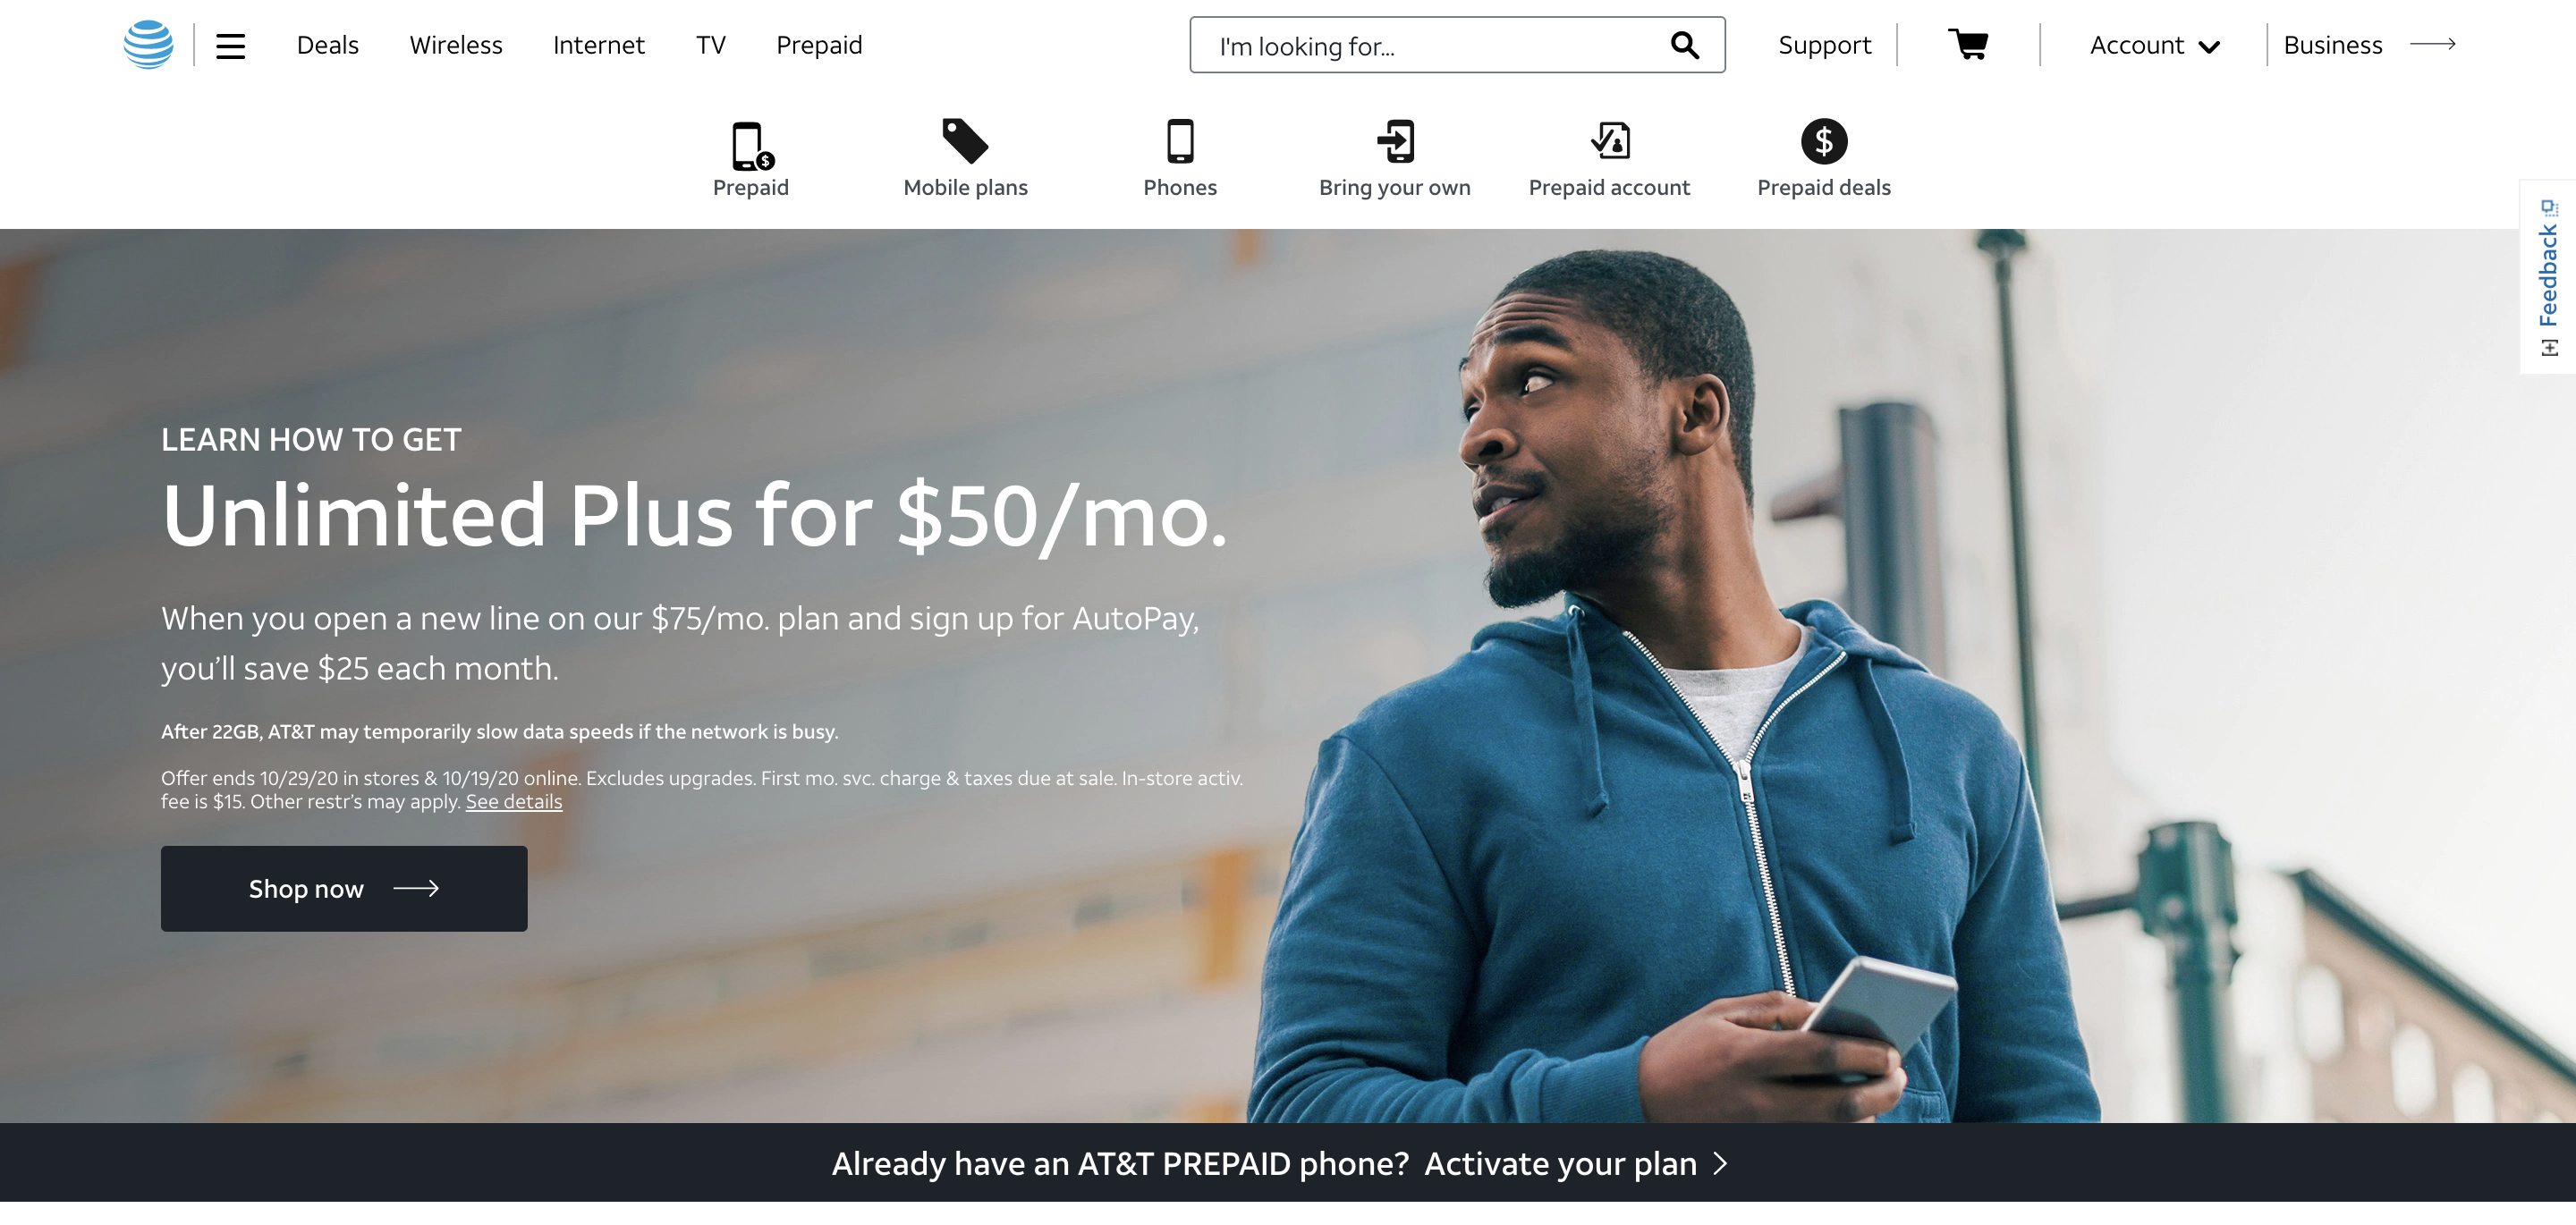 Deals Wireless Internet TV Prepaid I'm looking for... Support Account Business
$
Prepaid Mobile plans Phones Bring your own Prepaid account Prepaid deals
Feedback [+]
LEARN HOW TO GET
Unlimited Plus for $50/mo.
When you open a new line on our $75/mo. plan and sign up for AutoPay,
you’ll save $25 each month.
After 22GB, AT&T may temporarily slow data speeds if the network is busy.
Offer ends 10/29/20 in stores & 10/19/20 online. Excludes upgrades. First mo. svc. charge & taxes due at sale. In-store activ.
fee is $15. Other restr’s may apply. See details
Shop now
Already have an AT&T PREPAID phone? Activate your plan